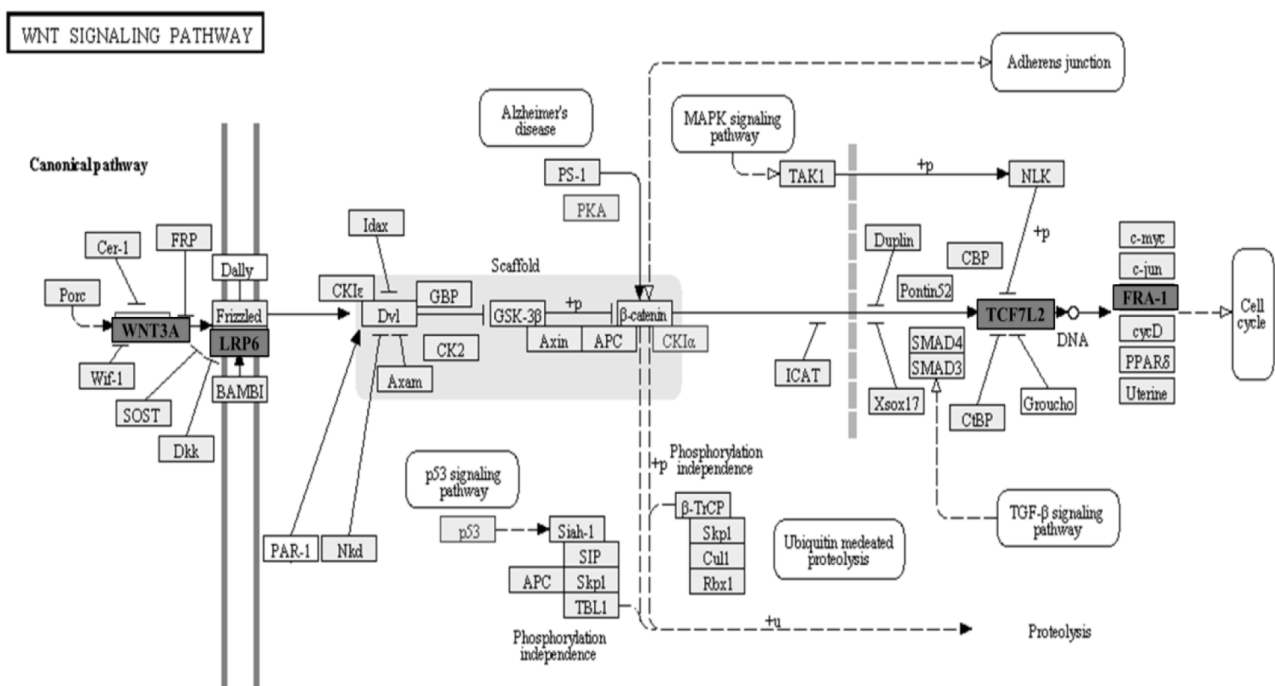 WNT SIGNALING PATHWAY
Adherens junction
Alzheimer's
disease
MAPK signaling
pathway
Canonical pathway
PS-1
TAK1
+p
NLK
PKA
Idax
Duplin
+p
c-myc
Cer-1
FRP
CBP
Scaffold
Dally
c-jun
CKIε
GBP
Pontin52
Porc
FRA-1
Frizzled
Dvl
GSK-3β
+p
β-catenin
TCF7L2
Cell
cycle
WNT3A
LRP6
Axin
APC
CKIα
DNA
cycD
CK2
SMAD4
SMAD3
PPARδ
Wif-1
BAMBI
Axam
ICAT
Uterine
SOST
Xsox17
CtBP
Groucho
Dkk
Phosphorylation
independence
+p
p53 signaling
pathway
β-TrCP
TGF-β signaling
pathway
p53
Siah-1
Skp1
Ubiquitin medeated
proteolysis
PAR-1
Nkd
SIP
Cul1
APC
Skp1
Rbx1
TBL1
+u
Proteolysis
Phosphorylation
independence